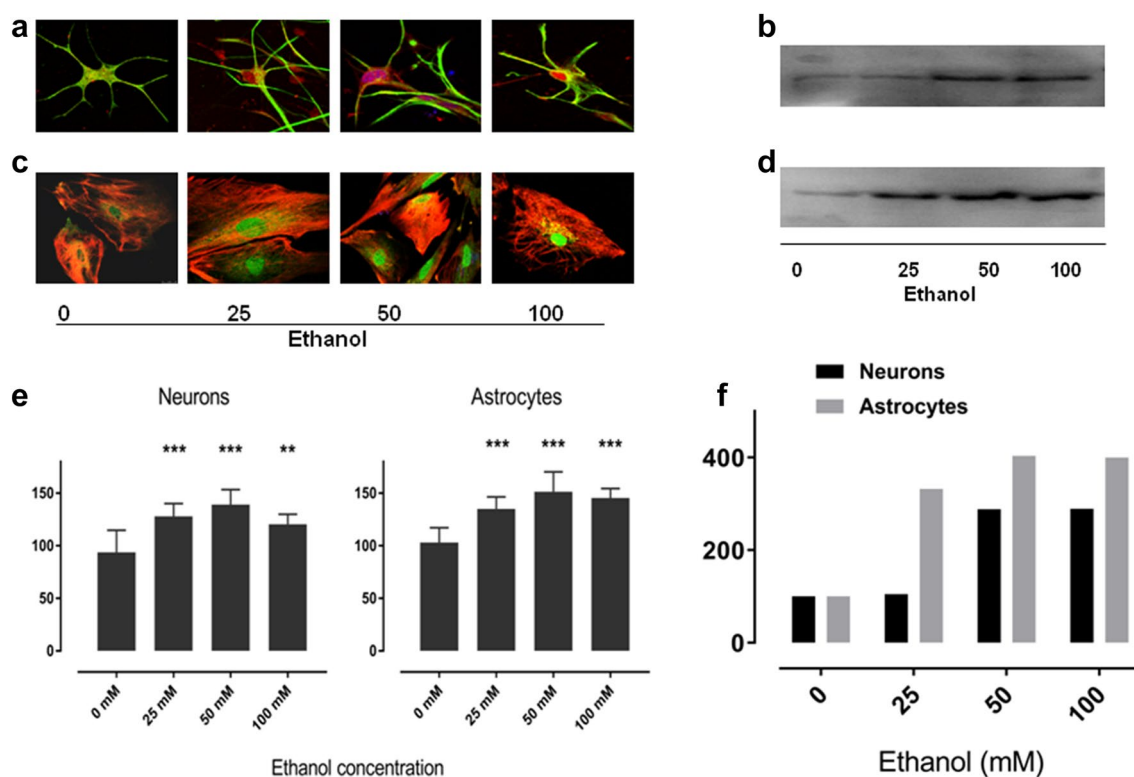 a
b
c
d
0 25 50 100
Ethanol
0 25 50 100
Ethanol
e
Neurons
*** *** **
150
100
50
0
0 mM 25 mM 50 mM 100 mM
Astrocytes
*** *** ***
150
100
50
0
0 mM 25 mM 50 mM 100 mM
Ethanol concentration
f
Neurons
Astrocytes
400
200
0
0 25 50 100
Ethanol (mM)